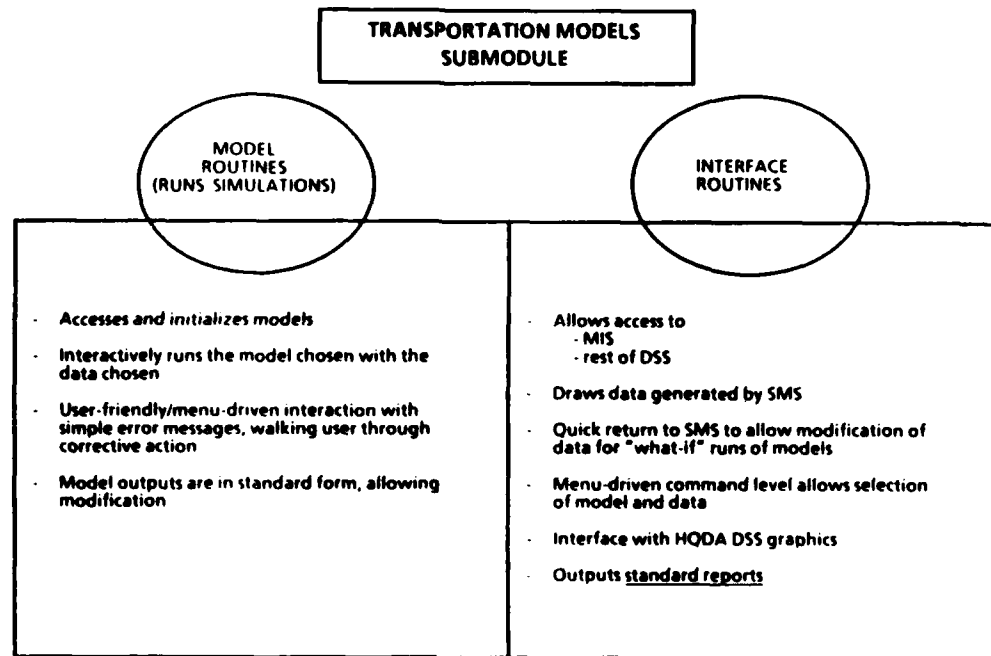 TRANSPORTATION MODELS
SUBMODULE
MODEL
ROUTINES
(RUNS SIMULATIONS)
- Accesses and initializes models
- Interactively runs the model chosen with the
data chosen
- User-friendly/menu-driven interaction with
simple error messages, walking user through
corrective action
- Model outputs are in standard form, allowing
modification
INTERFACE
ROUTINES
- Allows access to
- MIS
- rest of DSS
- Draws data generated by SMS
- Quick return to SMS to allow modification of
data for "what-if" runs of models
- Menu-driven command level allows selection
of model and data
- Interface with HQDA DSS graphics
- Outputs standard reports